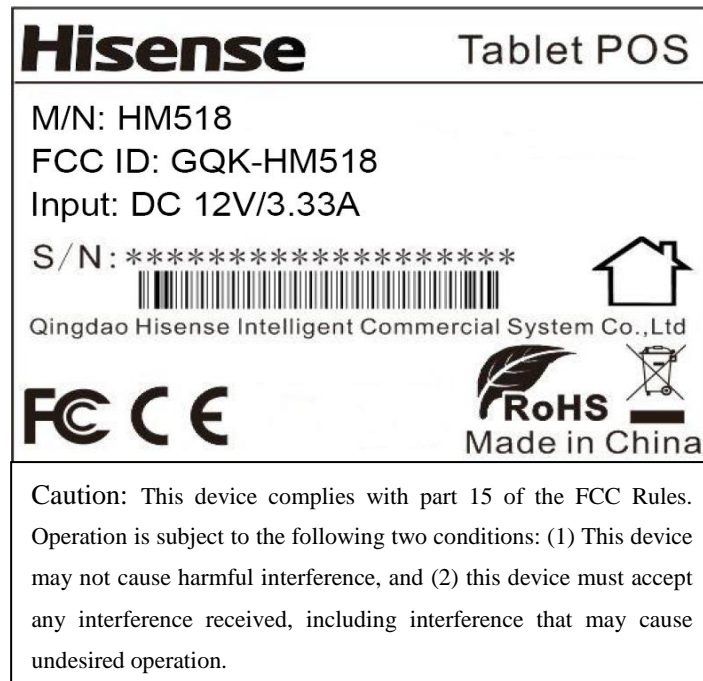 Hisense Tablet POS
M/N: HM518
FCC ID: GQK-HM518
Input: DC 12V/3.33A
S/N: *******************
Qingdao Hisense Intelligent Commercial System Co.,Ltd
FC CE RoHS
Made in China
Caution: This device complies with part 15 of the FCC Rules.
Operation is subject to the following two conditions: (1) This device
may not cause harmful interference, and (2) this device must accept
any interference received, including interference that may cause
undesired operation.